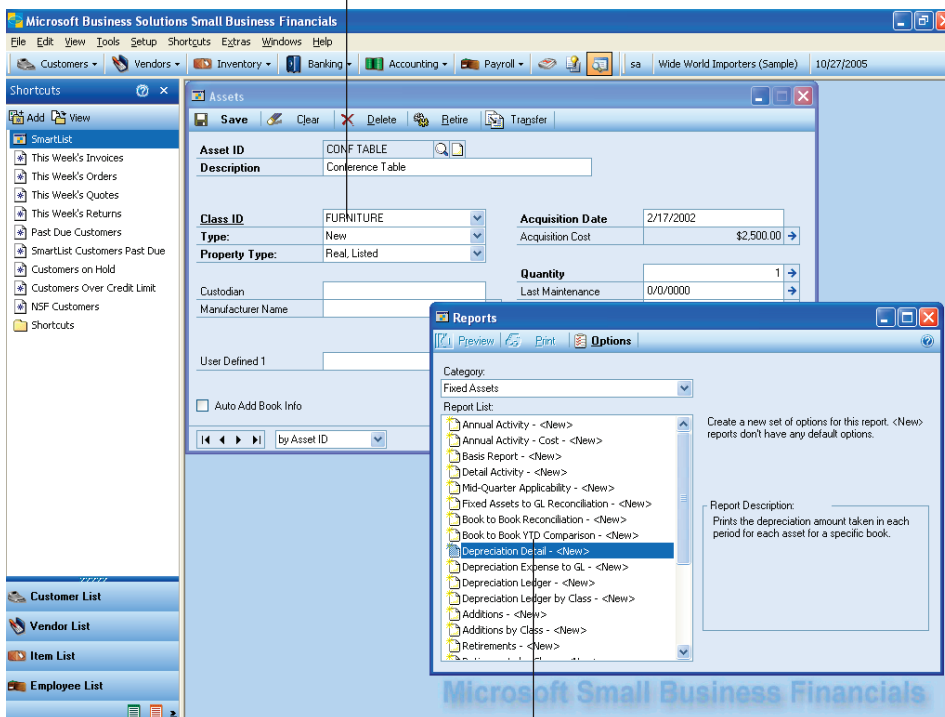 Microsoft Business Solutions Small Business Financials
File Edit View Tools Setup Shortcuts Extras Windows Help
Customers Vendors Inventory Banking Accounting Payroll sa Wide World Importers (Sample) 10/27/2005
Shortcuts
Add View
SmartList
This Week's Invoices
This Week's Orders
This Week's Quotes
This Week's Returns
Past Due Customers
SmartList Customers Past Due
Customers on Hold
Customers Over Credit Limit
NSF Customers
Shortcuts
Customer List
Vendor List
Item List
Employee List
Assets
Save Clear Delete Retire Transfer
Asset ID CONF TABLE
Description Conference Table
Class ID FURNITURE
Type: New
Property Type: Real, Listed
Acquisition Date 2/17/2002
Acquisition Cost $2,500.00
Quantity 1
Last Maintenance 0/0/0000
Custodian
Manufacturer Name
User Defined 1
Auto Add Book Info
by Asset ID
Reports
Preview Print Options
Category:
Fixed Assets
Report List:
Annual Activity - <New>
Annual Activity - Cost - <New>
Basis Report - <New>
Detail Activity - <New>
Mid-Quarter Applicability - <New>
Fixed Assets to GL Reconciliation - <New>
Book to Book Reconciliation - <New>
Book to Book YTD Comparison - <New>
Depreciation Detail - <New>
Depreciation Expense to GL - <New>
Depreciation Ledger - <New>
Depreciation Ledger by Class - <New>
Additions - <New>
Additions by Class - <New>
Retirements - <New>
Create a new set of options for this report. <New>
reports don't have any default options.
Report Description:
Prints the depreciation amount taken in each
period for each asset for a specific book.
Microsoft Small Business Financials